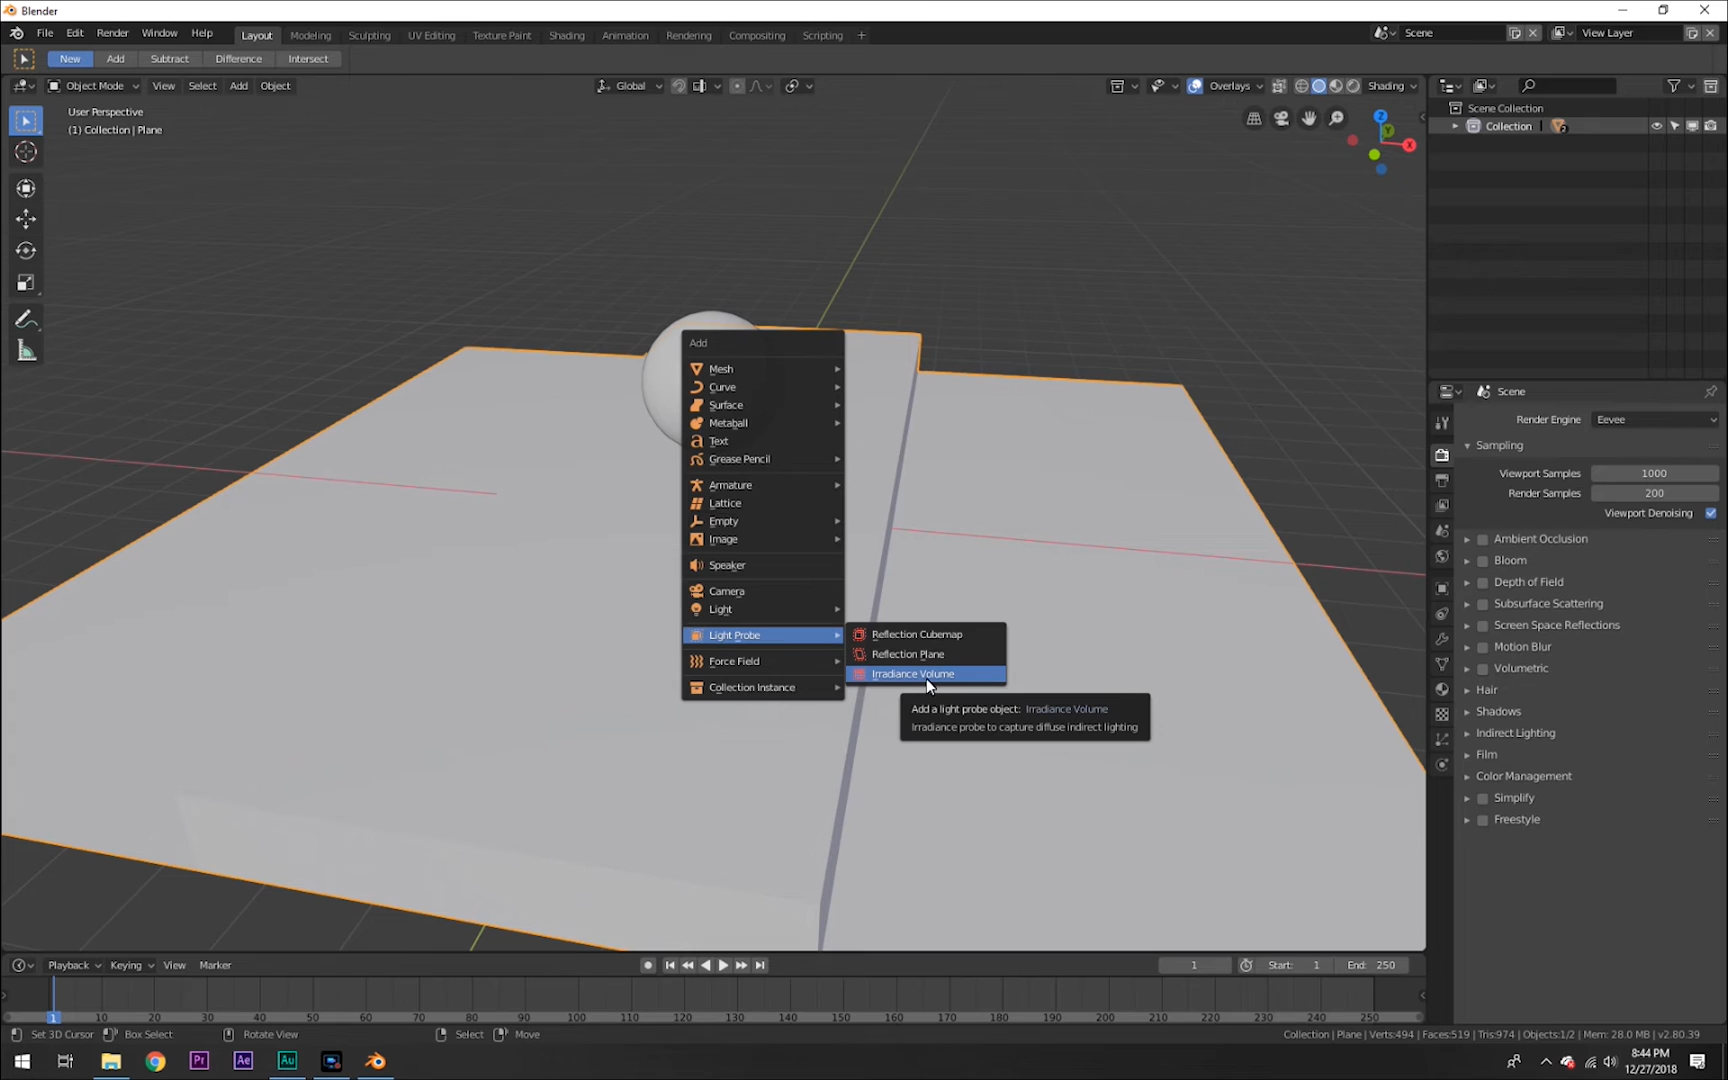 Blender
File Edit Render Window Help Layout Modeling Sculpting UV Editing Texture Paint Shading Animation Rendering Compositing Scripting + Scene View Layer
New Add Subtract Difference Intersect
Object Mode View Select Add Object Global Overlays Shading
User Perspective
(1) Collection | Plane
Z
Y
X
Scene Collection
Collection
2
Add
Mesh
Curve
Surface
Metaball
Text
Grease Pencil
Armature
Lattice
Empty
Image
Speaker
Camera
Light
Light Probe
Force Field
Collection Instance
Reflection Cubemap
Reflection Plane
Irradiance Volume
Add a light probe object: Irradiance Volume
Irradiance probe to capture diffuse indirect lighting
Scene
Render Engine Eevee
Sampling
Viewport Samples 1000
Render Samples 200
Viewport Denoising
Ambient Occlusion
Bloom
Depth of Field
Subsurface Scattering
Screen Space Reflections
Motion Blur
Volumetric
Hair
Shadows
Indirect Lighting
Film
Color Management
Simplify
Freestyle
Playback Keying View Marker 1 Start: 1 End: 250
1 10 20 30 40 50 60 70 80 90 100 110 120 130 140 150 160 170 180 190 200 210 220 230 240 250
Set 3D Cursor Box Select Rotate View Select Move Collection | Plane | Verts:494 | Faces:519 | Tris:974 | Objects:1/2 | Mem: 28.0 MB | v2.80.39
Pr Ae Au 8:44 PM
12/27/2018